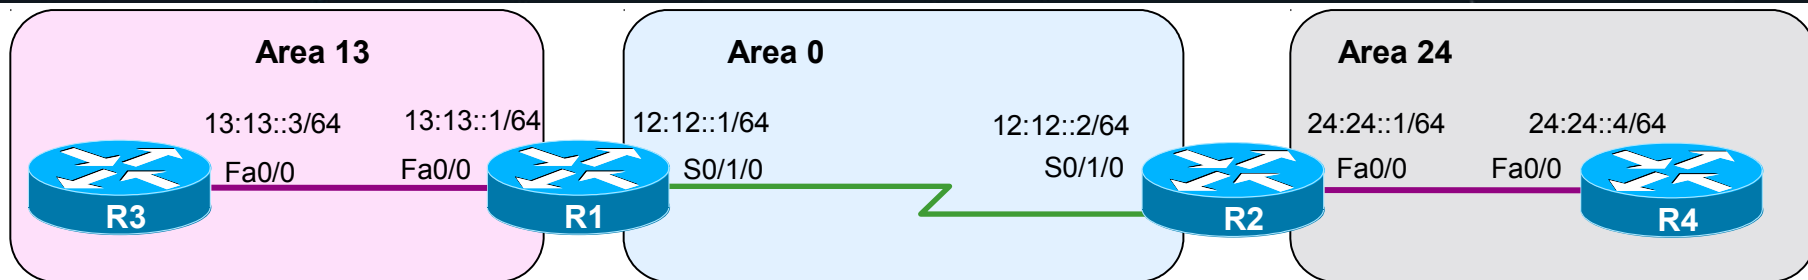 Area 13
Area 0
Area 24
13:13::3/64
13:13::1/64
12:12::1/64
12:12::2/64
24:24::1/64
24:24::4/64
Fa0/0
Fa0/0
S0/1/0
S0/1/0
Fa0/0
Fa0/0
R3
R1
R2
R4